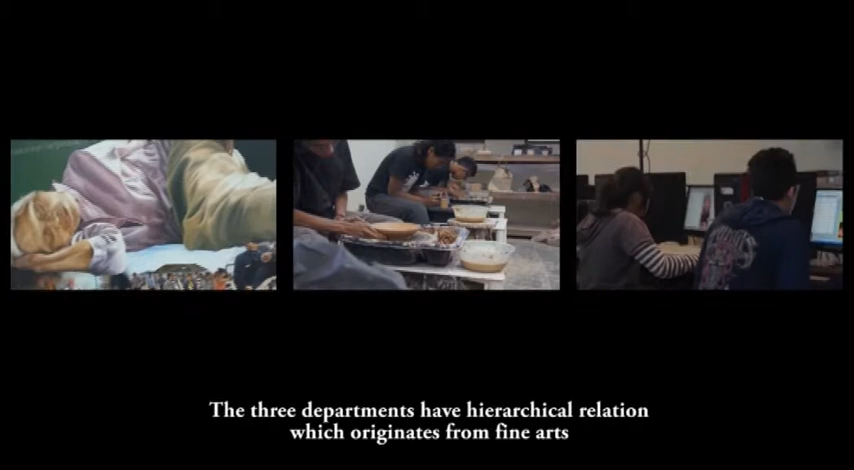 The three departments have hierarchical relation
which originates from fine arts